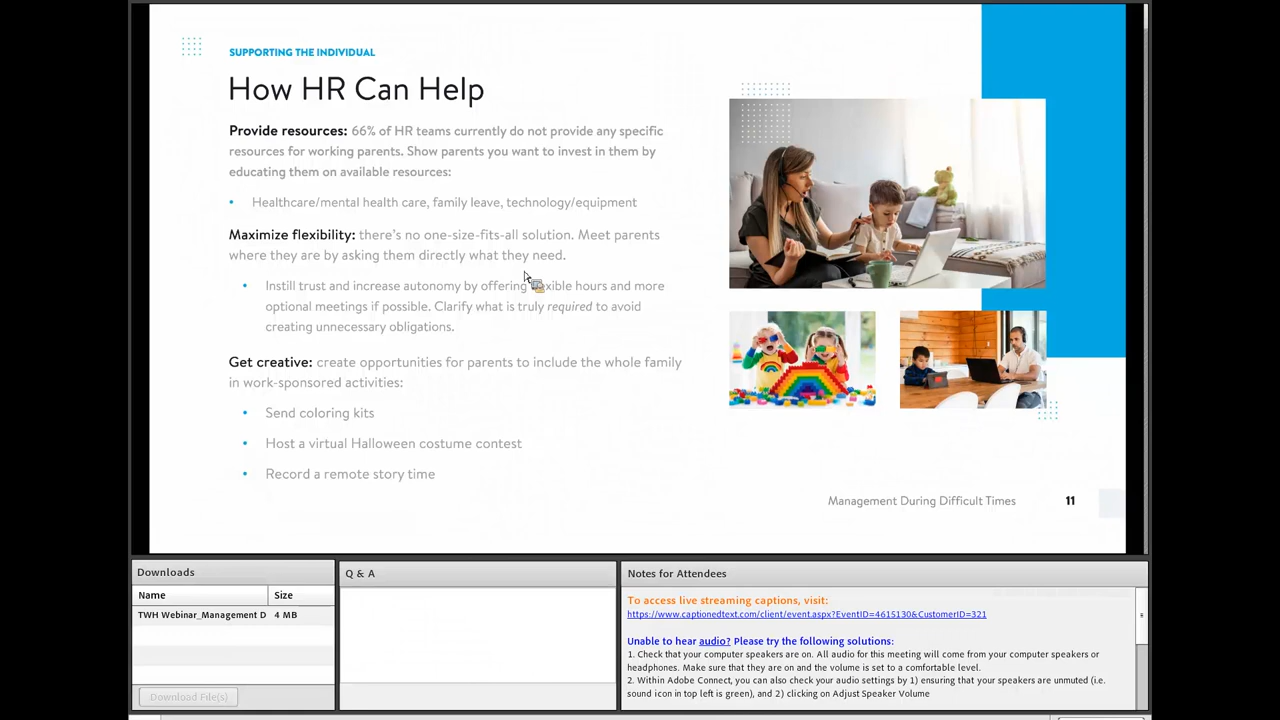 SUPPORTING THE INDIVIDUAL
How HR Can Help
Provide resources: 66% of HR teams currently do not provide any specific
resources for working parents. Show parents you want to invest in them by
educating them on available resources:
• Healthcare/mental health care, family leave, technology/equipment
Maximize flexibility: there's no one-size-fits-all solution. Meet parents
where they are by asking them directly what they need.
• Instill trust and increase autonomy by offering xible hours and more
optional meetings if possible. Clarify what is truly required to avoid
creating unnecessary obligations.
Get creative: create opportunities for parents to include the whole family
in work-sponsored activities:
• Send coloring kits
• Host a virtual Halloween costume contest
• Record a remote story time
Management During Difficult Times 11
Downloads
Name Size
TWH Webinar_Management D 4 MB
Download File(s)
Q & A
Notes for Attendees
To access live streaming captions, visit:
https://www.captionedtext.com/client/event.aspx?EventID=4615130&CustomerID=321
Unable to hear audio? Please try the following solutions:
1. Check that your computer speakers are on. All audio for this meeting will come from your computer speakers or
headphones. Make sure that they are on and the volume is set to a comfortable level.
2. Within Adobe Connect, you can also check your audio settings by 1) ensuring that your speakers are unmuted (i.e.
sound icon in top left is green), and 2) clicking on Adjust Speaker Volume